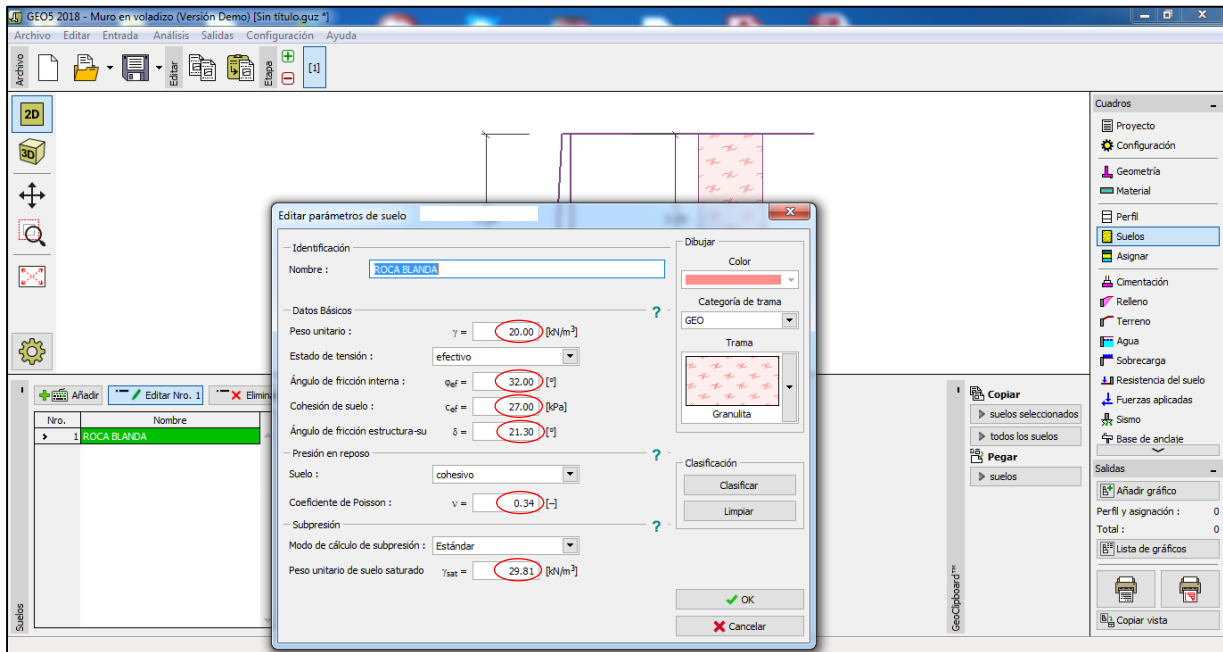 GEO5 2018 - Muro en voladizo (Versión Demo) [Sin título.guz *]
Archivo Editar Entrada Análisis Salidas Configuración Ayuda
Archivo
Editar
Etapa
[1]
2D
3D
Editar parámetros de suelo
Identificación
Nombre :
ROCA BLANDA
Datos Básicos
?
Peso unitario : γ = 20.00 [kN/m³]
Estado de tensión : efectivo
Ángulo de fricción interna : φef = 32.00 [°]
Cohesión de suelo : cef = 27.00 [kPa]
Ángulo de fricción estructura-su δ = 21.30 [°]
Presión en reposo
?
Suelo : cohesivo
Coeficiente de Poisson : ν = 0.34 [–]
Subpresión
?
Modo de cálculo de subpresión : Estándar
Peso unitario de suelo saturado γsat = 29.81 [kN/m³]
Dibujar
Color
Categoría de trama
GEO
Trama
Granulita
Clasificación
Clasificar
Limpiar
OK
Cancelar
Añadir
Editar Nro. 1
Elimin
Nro. Nombre
1 ROCA BLANDA
Suelos
GeoClipboard™
Copiar
suelos seleccionados
todos los suelos
Pegar
suelos
Cuadros
Proyecto
Configuración
Geometría
Material
Perfil
Suelos
Asignar
Cimentación
Relleno
Terreno
Agua
Sobrecarga
Resistencia del suelo
Fuerzas aplicadas
Sismo
Base de anclaje
Salidas
Añadir gráfico
Perfil y asignación : 0
Total : 0
Lista de gráficos
Copiar vista